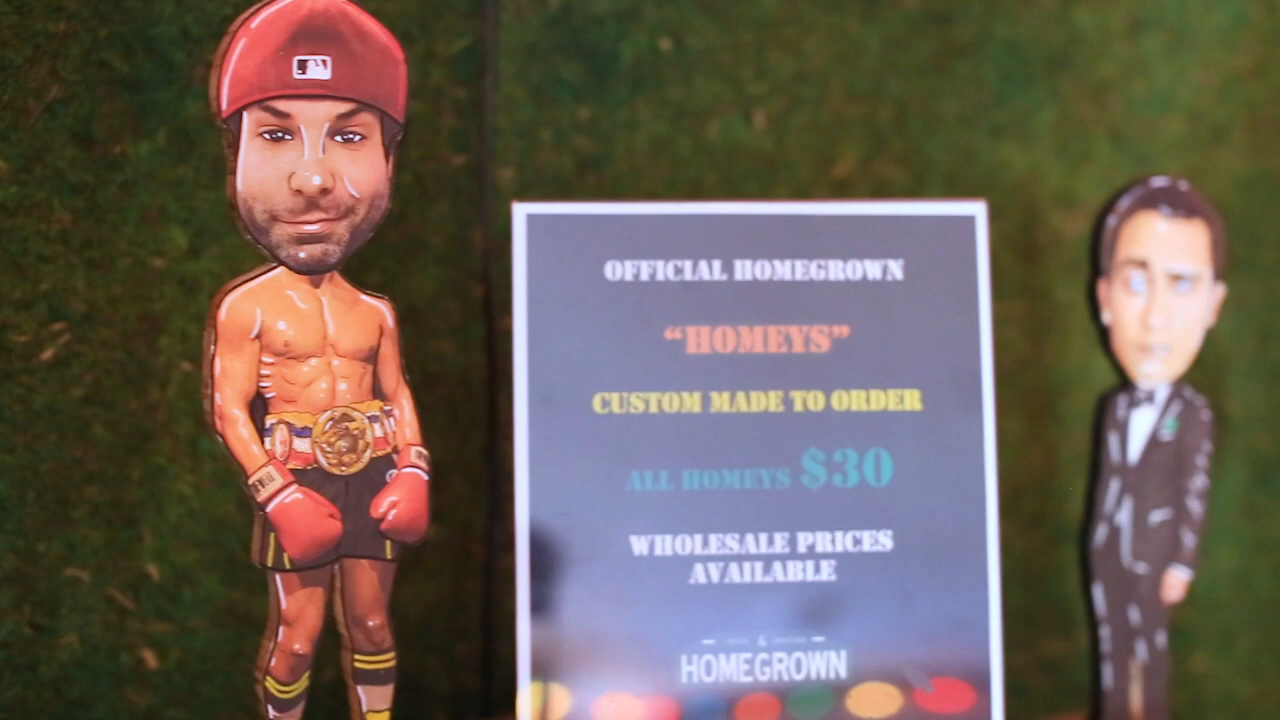 OFFICIAL HOMEGROWN
“HOMEYS”
CUSTOM MADE TO ORDER
ALL HOMEYS $30
WHOLESALE PRICES
AVAILABLE
HOMEGROWN